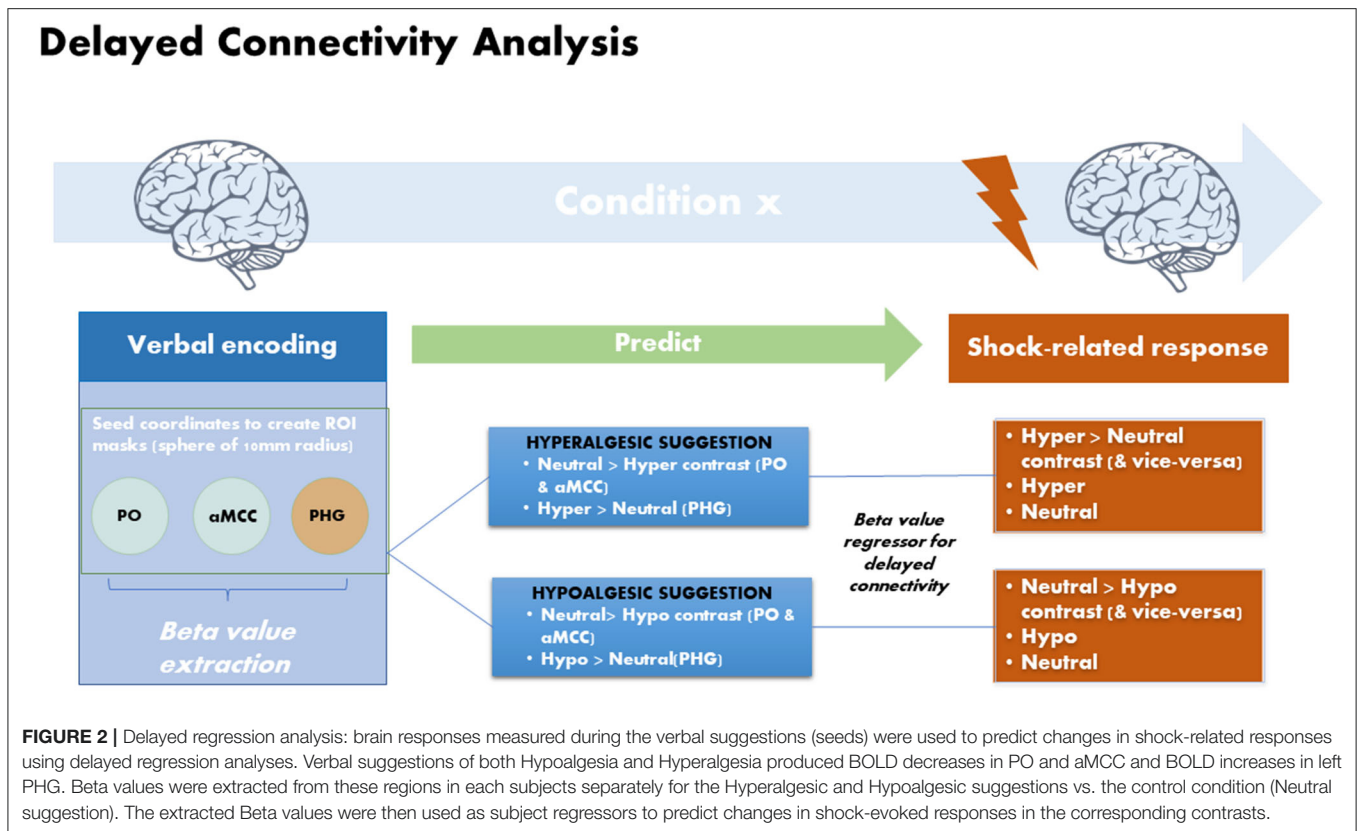 Delayed Connectivity Analysis
Condition x
Verbal encoding
Predict
Shock-related response
Seed coordinates to create ROI
masks (sphere of 10mm radius)
PO
aMCC
PHG
Beta value
extraction
HYPERALGESIC SUGGESTION
• Neutral > Hyper contrast (PO
& aMCC)
• Hyper > Neutral (PHG)
HYPOALGESIC SUGGESTION
• Neutral> Hypo contrast (PO &
aMCC)
• Hypo > Neutral(PHG)
Beta value
regressor for
delayed
connectivity
• Hyper > Neutral
contrast (& vice-versa)
• Hyper
• Neutral
• Neutral > Hypo
contrast (& vice-versa)
• Hypo
• Neutral
FIGURE 2 | Delayed regression analysis: brain responses measured during the verbal suggestions (seeds) were used to predict changes in shock-related responses
using delayed regression analyses. Verbal suggestions of both Hypoalgesia and Hyperalgesia produced BOLD decreases in PO and aMCC and BOLD increases in left
PHG. Beta values were extracted from these regions in each subjects separately for the Hyperalgesic and Hypoalgesic suggestions vs. the control condition (Neutral
suggestion). The extracted Beta values were then used as subject regressors to predict changes in shock-evoked responses in the corresponding contrasts.